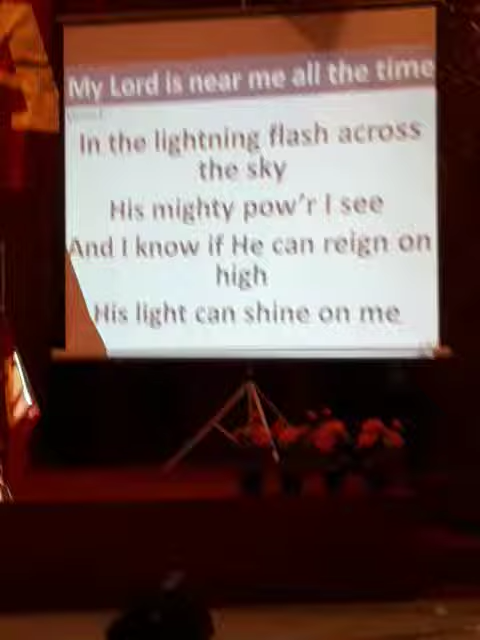 My Lord is near me all the time
In the lightning flash across
the sky
His mighty pow'r I see
And I know if He can reign on
high
His light can shine on me